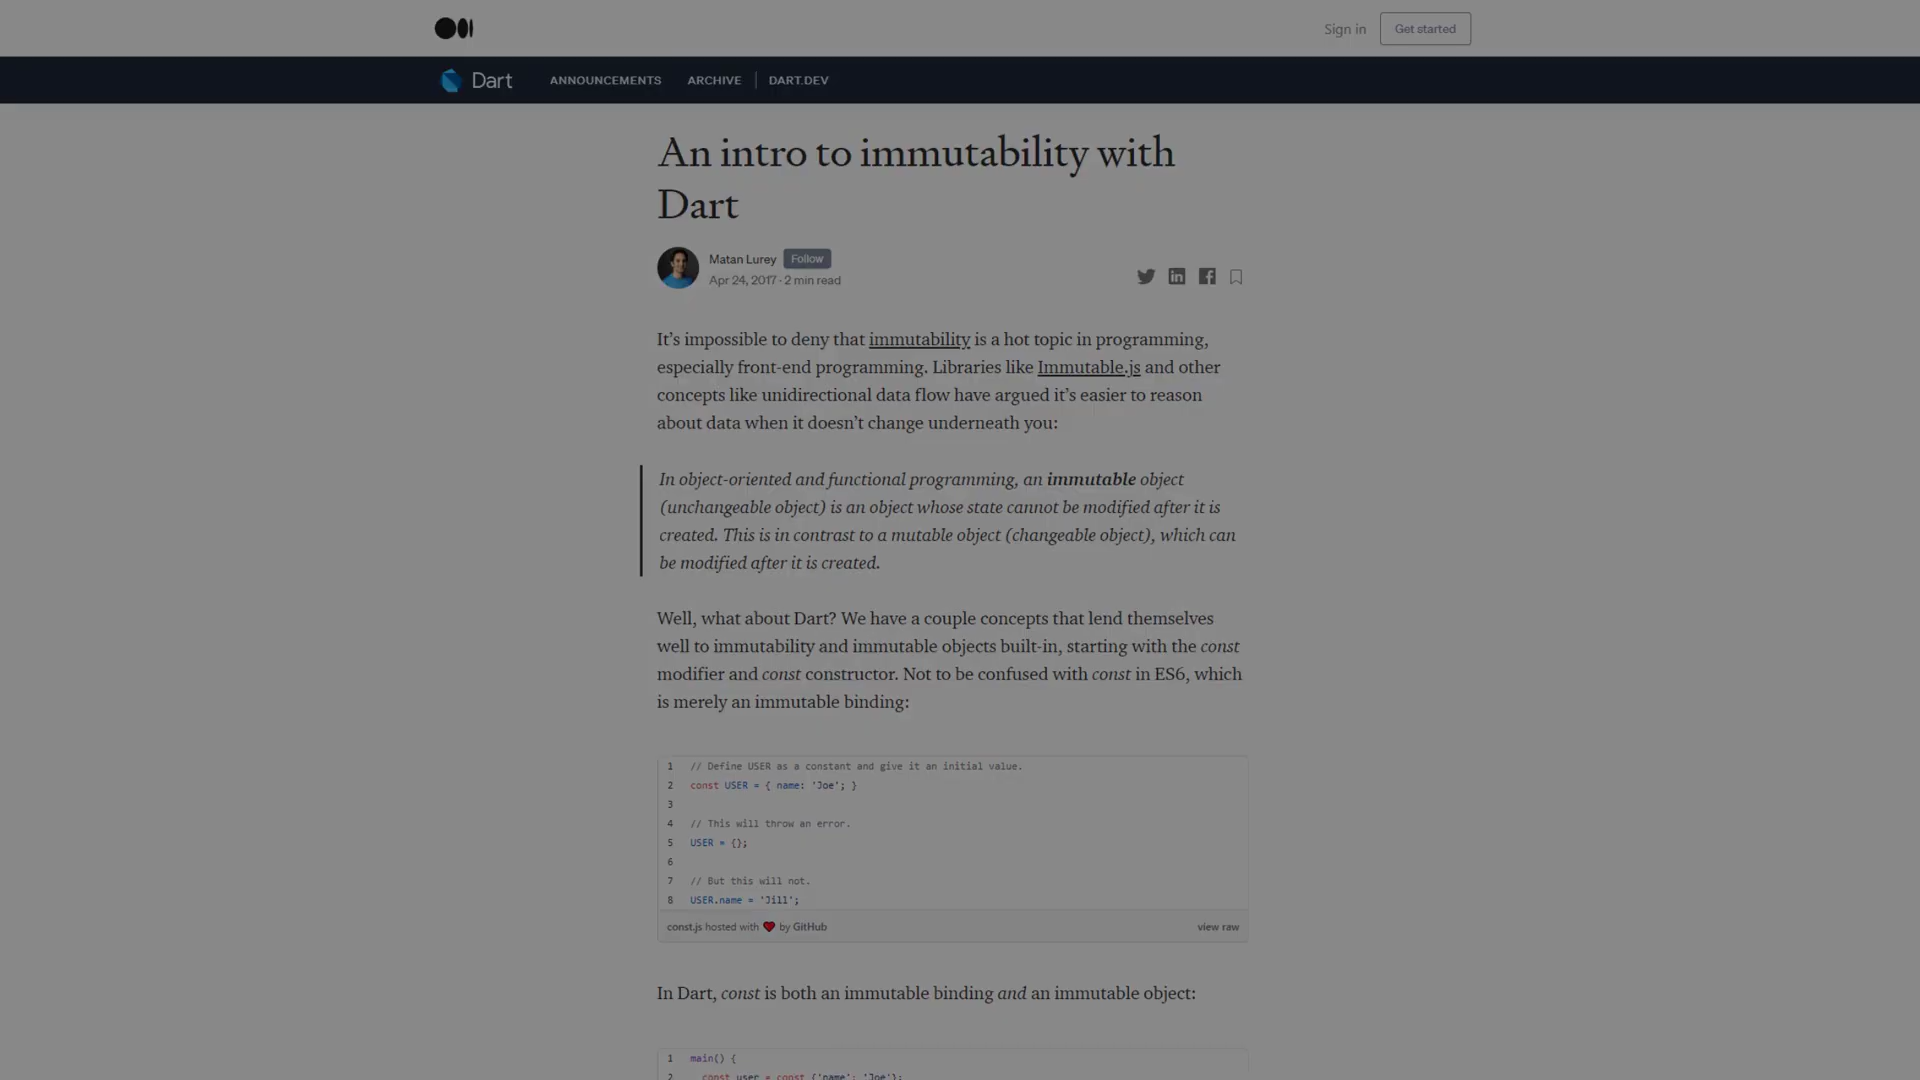 Sign in
Get started
Dart
ANNOUNCEMENTS
ARCHIVE
DART.DEV
An intro to immutability with
Dart
Matan Lurey
Follow
Apr 24, 2017 · 2 min read
It’s impossible to deny that immutability is a hot topic in programming,
especially front-end programming. Libraries like Immutable.js and other
concepts like unidirectional data flow have argued it’s easier to reason
about data when it doesn’t change underneath you:
In object-oriented and functional programming, an immutable object
(unchangeable object) is an object whose state cannot be modified after it is
created. This is in contrast to a mutable object (changeable object), which can
be modified after it is created.
Well, what about Dart? We have a couple concepts that lend themselves
well to immutability and immutable objects built-in, starting with the const
modifier and const constructor. Not to be confused with const in ES6, which
is merely an immutable binding:
1 // Define USER as a constant and give it an initial value.
2 const USER = { name: 'Joe'; }
3
4 // This will throw an error.
5 USER = {};
6
7 // But this will not.
8 USER.name = 'Jill';
const.js hosted with ❤ by GitHub
view raw
In Dart, const is both an immutable binding and an immutable object:
1 main() {
2 const user = const {'name': 'Joe'};